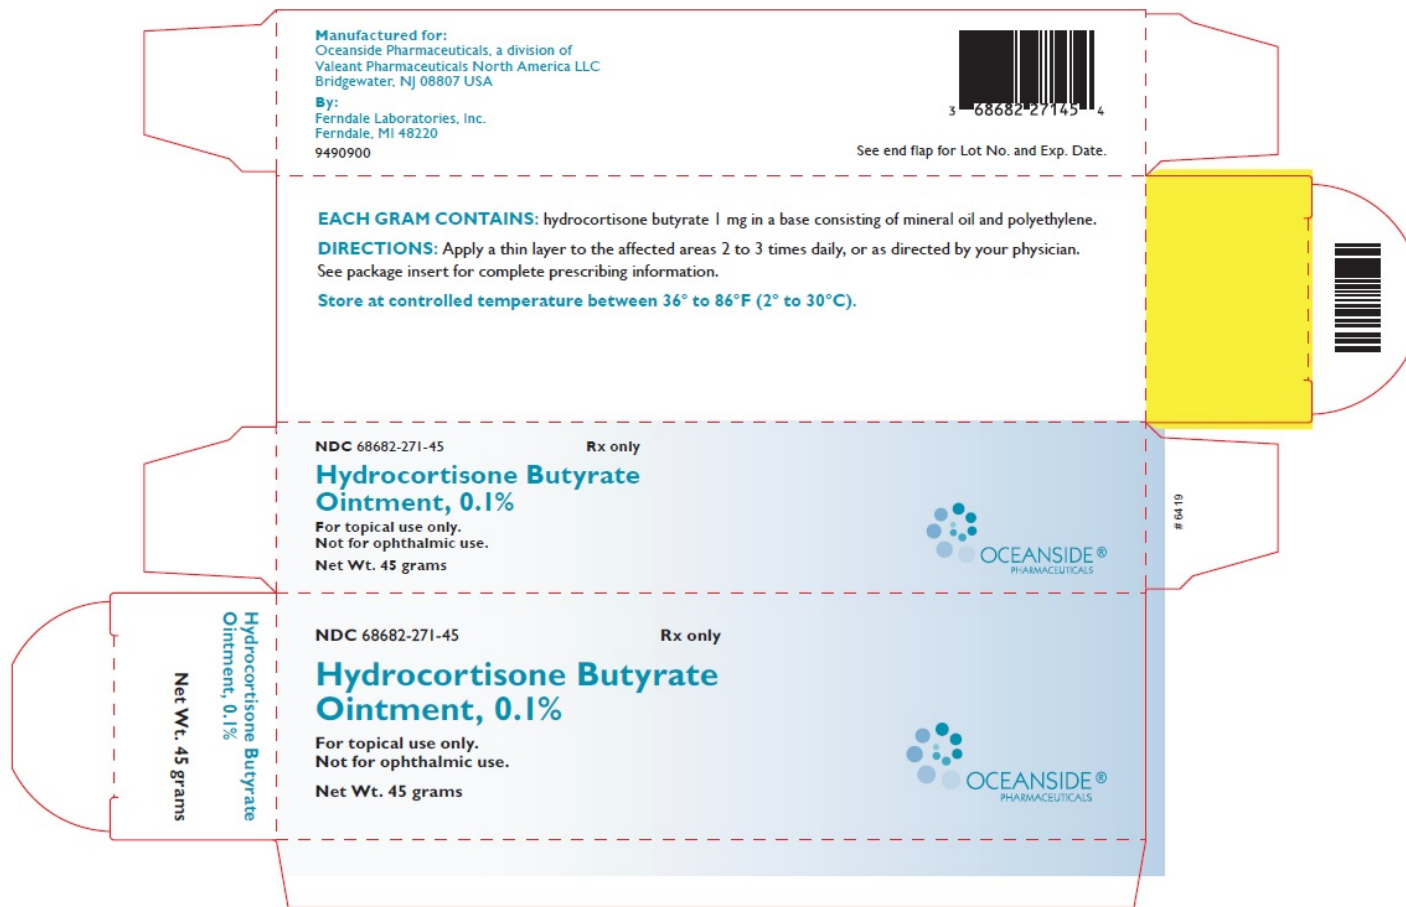 Manufactured for:
Oceanside Pharmaceuticals, a division of
Valeant Pharmaceuticals North America LLC
Bridgewater, NJ 08807 USA
By:
Ferndale Laboratories, Inc.
Ferndale, MI 48220
9490900
3 68682 27145 4
See end flap for Lot No. and Exp. Date.
EACH GRAM CONTAINS: hydrocortisone butyrate 1 mg in a base consisting of mineral oil and polyethylene.
DIRECTIONS: Apply a thin layer to the affected areas 2 to 3 times daily, or as directed by your physician.
See package insert for complete prescribing information.
Store at controlled temperature between 36° to 86°F (2° to 30°C).
NDC 68682-271-45 Rx only
Hydrocortisone Butyrate
Ointment, 0.1%
For topical use only.
Not for ophthalmic use.
Net Wt. 45 grams
OCEANSIDE®
PHARMACEUTICALS
# 6419
Hydrocortisone Butyrate
Ointment, 0.1%
Net Wt. 45 grams
NDC 68682-271-45 Rx only
Hydrocortisone Butyrate
Ointment, 0.1%
For topical use only.
Not for ophthalmic use.
Net Wt. 45 grams
OCEANSIDE®
PHARMACEUTICALS